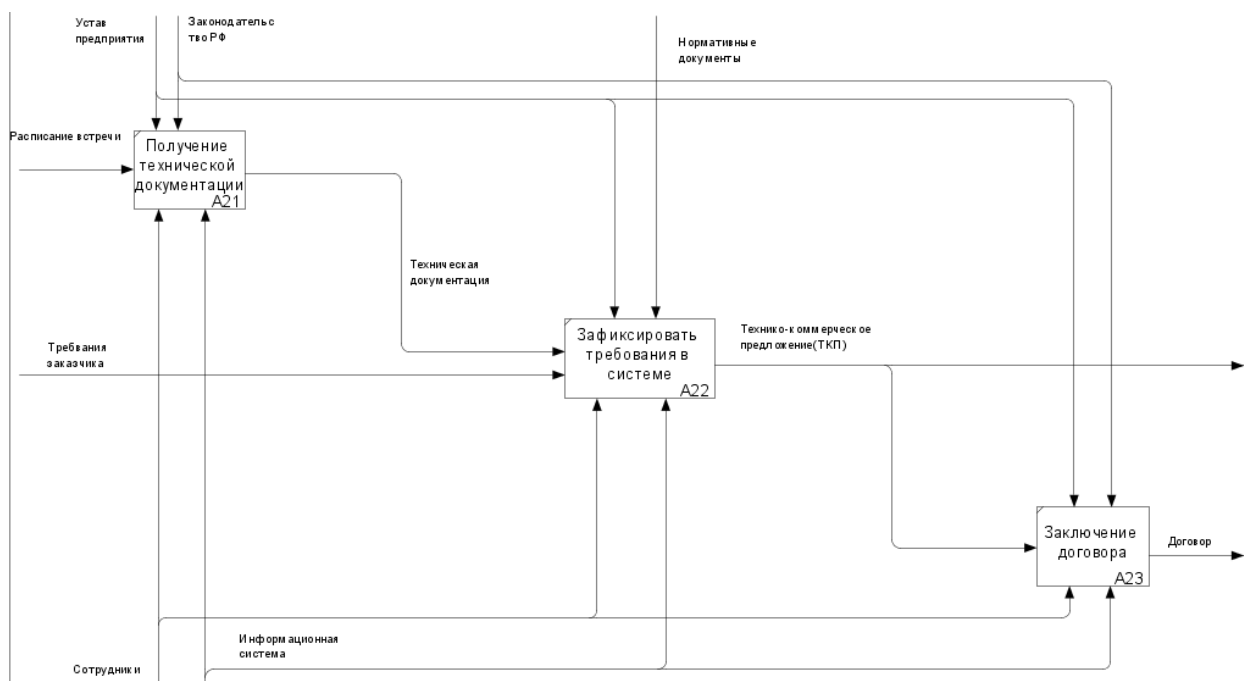 Устав
предприятия
Законодательс
тво РФ
Нормативные
документы
Расписание встречи
Получение
технической
документации
A21
Техническая
документация
Требвания
заказчика
Зафиксировать
требования в
системе
A22
Технико-коммерческое
предложение(ТКП)
Заключение
договора
A23
Договор
Информационная
система
Сотрудники